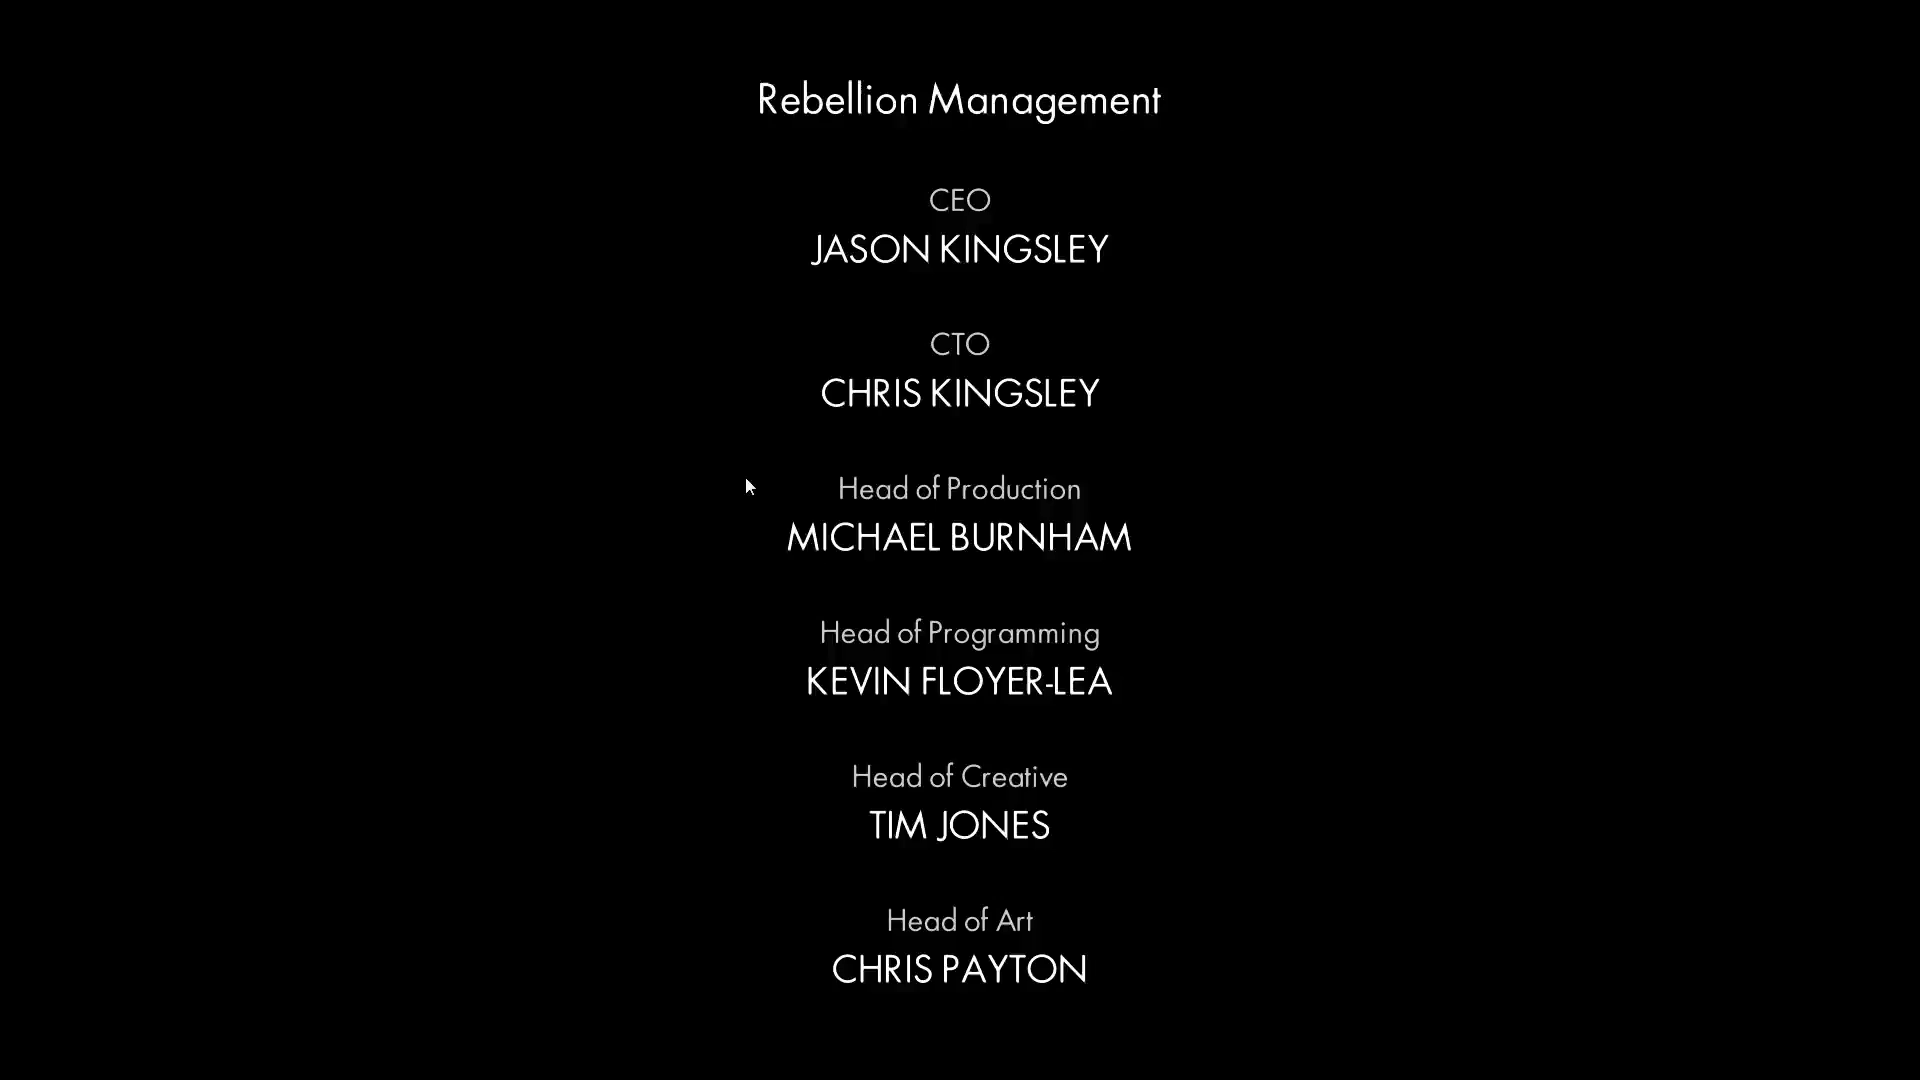 Rebellion Management
CEO
JASON KINGSLEY
CTO
CHRIS KINGSLEY
Head of Production
MICHAEL BURNHAM
Head of Programming
KEVIN FLOYER-LEA
Head of Creative
TIM JONES
Head of Art
CHRIS PAYTON